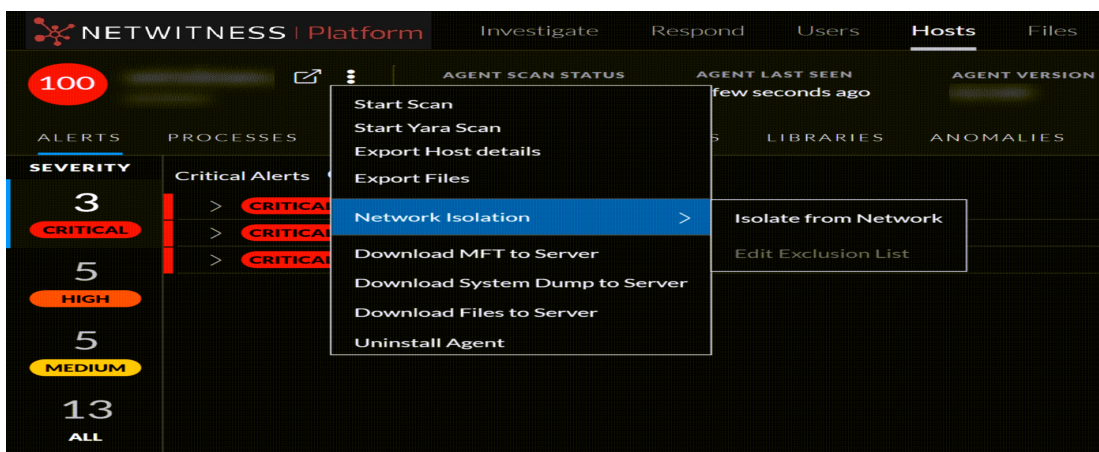 NETWITNESS | Platform Investigate Respond Users Hosts Files
100 AGENT SCAN STATUS AGENT LAST SEEN AGENT VERSION
few seconds ago
ALERTS PROCESSES LIBRARIES ANOMALIES
SEVERITY
3
CRITICAL
5
HIGH
5
MEDIUM
13
ALL
Critical Alerts
> CRITICAL
> CRITICAL
> CRITICAL
Start Scan
Start Yara Scan
Export Host details
Export Files
Network Isolation >
Download MFT to Server
Download System Dump to Server
Download Files to Server
Uninstall Agent
Isolate from Network
Edit Exclusion List